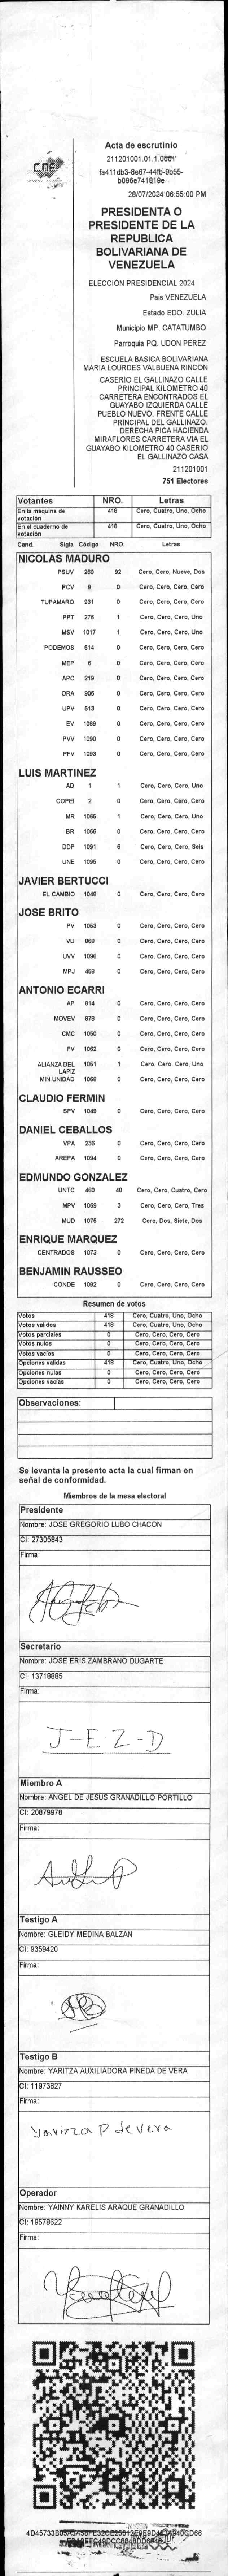 CNE
Acta de escrutinio
211201001.01.1.0001
fa411db3-8e67-44fb-9b55-
b096e741819e
28/07/2024 06:55:00 PM
PRESIDENTA O
PRESIDENTE DE LA
REPUBLICA
BOLIVARIANA DE
VENEZUELA
ELECCIÓN PRESIDENCIAL 2024
País VENEZUELA
Estado EDO. ZULIA
Municipio MP. CATATUMBO
Parroquia PQ. UDON PEREZ
ESCUELA BASICA BOLIVARIANA
MARIA LOURDES VALBUENA RINCON
CASERIO EL GALLINAZO CALLE
PRINCIPAL KILOMETRO 40
CARRETERA ENCONTRADOS EL
GUAYABO IZQUIERDA CALLE
PUEBLO NUEVO. FRENTE CALLE
PRINCIPAL DEL GALLINAZO.
DERECHA PICA HACIENDA
MIRAFLORES CARRETERA VIA EL
GUAYABO KILOMETRO 40 CASERIO
EL GALLINAZO CASA
211201001
751 Electores
Votantes NRO. Letras
En la máquina de votación 418 Cero, Cuatro, Uno, Ocho
En el cuaderno de votación 418 Cero, Cuatro, Uno, Ocho
Cand. Sigla Código NRO. Letras
NICOLAS MADURO
PSUV 269 92 Cero, Cero, Nueve, Dos
PCV 9 0 Cero, Cero, Cero, Cero
TUPAMARO 931 0 Cero, Cero, Cero, Cero
PPT 276 1 Cero, Cero, Cero, Uno
MSV 1017 1 Cero, Cero, Cero, Uno
PODEMOS 514 0 Cero, Cero, Cero, Cero
MEP 6 0 Cero, Cero, Cero, Cero
APC 219 0 Cero, Cero, Cero, Cero
ORA 905 0 Cero, Cero, Cero, Cero
UPV 513 0 Cero, Cero, Cero, Cero
EV 1089 0 Cero, Cero, Cero, Cero
PVV 1090 0 Cero, Cero, Cero, Cero
PFV 1093 0 Cero, Cero, Cero, Cero
LUIS MARTINEZ
AD 1 1 Cero, Cero, Cero, Uno
COPEI 2 0 Cero, Cero, Cero, Cero
MR 1065 1 Cero, Cero, Cero, Uno
BR 1066 0 Cero, Cero, Cero, Cero
DDP 1091 6 Cero, Cero, Cero, Seis
UNE 1095 0 Cero, Cero, Cero, Cero
JAVIER BERTUCCI
EL CAMBIO 1048 0 Cero, Cero, Cero, Cero
JOSE BRITO
PV 1053 0 Cero, Cero, Cero, Cero
VU 868 0 Cero, Cero, Cero, Cero
UVV 1096 0 Cero, Cero, Cero, Cero
MPJ 468 0 Cero, Cero, Cero, Cero
ANTONIO ECARRI
AP 814 0 Cero, Cero, Cero, Cero
MOVEV 879 0 Cero, Cero, Cero, Cero
CMC 1050 0 Cero, Cero, Cero, Cero
FV 1062 0 Cero, Cero, Cero, Cero
ALIANZA DEL LAPIZ 1051 1 Cero, Cero, Cero, Uno
MIN UNIDAD 1069 0 Cero, Cero, Cero, Cero
CLAUDIO FERMIN
SPV 1049 0 Cero, Cero, Cero, Cero
DANIEL CEBALLOS
VPA 236 0 Cero, Cero, Cero, Cero
AREPA 1094 0 Cero, Cero, Cero, Cero
EDMUNDO GONZALEZ
UNTC 460 40 Cero, Cero, Cuatro, Cero
MPV 1069 3 Cero, Cero, Cero, Tres
MUD 1075 272 Cero, Dos, Siete, Dos
ENRIQUE MARQUEZ
CENTRADOS 1073 0 Cero, Cero, Cero, Cero
BENJAMIN RAUSSEO
CONDE 1092 0 Cero, Cero, Cero, Cero
Resumen de votos
Votos 418 Cero, Cuatro, Uno, Ocho
Votos validos 418 Cero, Cuatro, Uno, Ocho
Votos parciales 0 Cero, Cero, Cero, Cero
Votos nulos 0 Cero, Cero, Cero, Cero
Votos vacios 0 Cero, Cero, Cero, Cero
Opciones validas 418 Cero, Cuatro, Uno, Ocho
Opciones nulas 0 Cero, Cero, Cero, Cero
Opciones vacias 0 Cero, Cero, Cero, Cero
Observaciones:
Se levanta la presente acta la cual firman en
señal de conformidad.
Miembros de la mesa electoral
Presidente
Nombre: JOSE GREGORIO LUBO CHACON
CI: 27305843
Firma:
Secretario
Nombre: JOSE ERIS ZAMBRANO DUGARTE
CI: 13718885
Firma:
J-E Z-D
Miembro A
Nombre: ANGEL DE JESUS GRANADILLO PORTILLO
CI: 20879978
Firma:
Testigo A
Nombre: GLEIDY MEDINA BALZAN
CI: 9359420
Firma:
Testigo B
Nombre: YARITZA AUXILIADORA PINEDA DE VERA
CI: 11973827
Firma:
Yaritza P de Vera
Operador
Nombre: YAINNY KARELIS ARAQUE GRANADILLO
CI: 19578622
Firma: